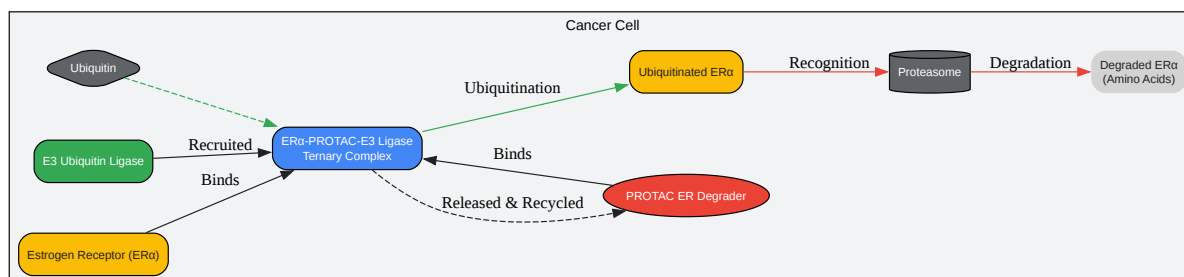 Cancer Cell
Ubiquitin
Ubiquitinated ERα
Recognition
Proteasome
Degradation
Degraded ERα
(Amino Acids)
Ubiquitination
E3 Ubiquitin Ligase
Recruited
ERα-PROTAC-E3 Ligase
Ternary Complex
Binds
Binds
PROTAC ER Degrader
Released & Recycled
Estrogen Receptor (ERα)